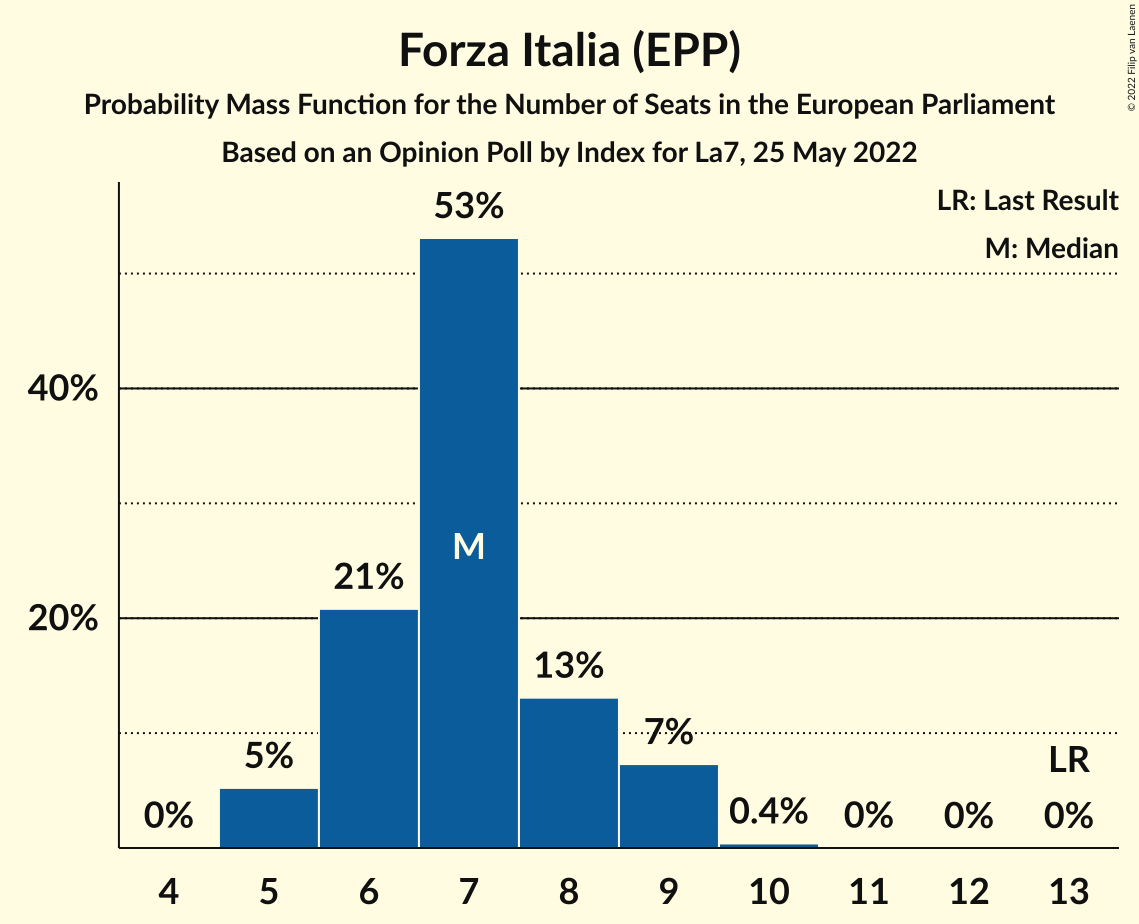 Forza Italia (EPP)
Probability Mass Function for the Number of Seats in the European Parliament
Based on an Opinion Poll by Index for La7, 25 May 2022
© 2022 Filip van Laenen
LR: Last Result
M: Median
53%
40%
M
21%
20%
13%
7%
5%
LR
0%
0.4%
0%
0%
0%
4 5 6 7 8 9 10 11 12 13